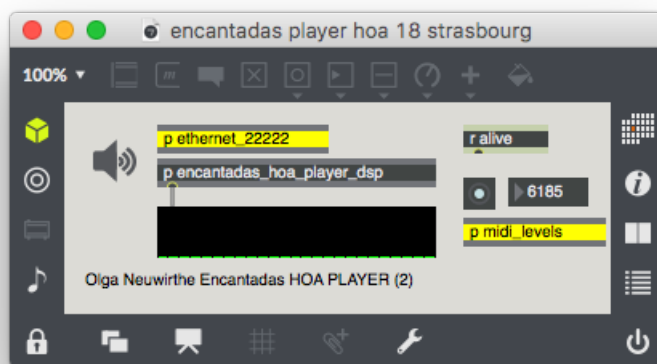 encantadas player hoa 18 strasbourg
100%
p ethernet_22222
r alive
p encantadas_hoa_player_dsp
6185
p midi_levels
Olga Neuwirthe Encantadas HOA PLAYER (2)